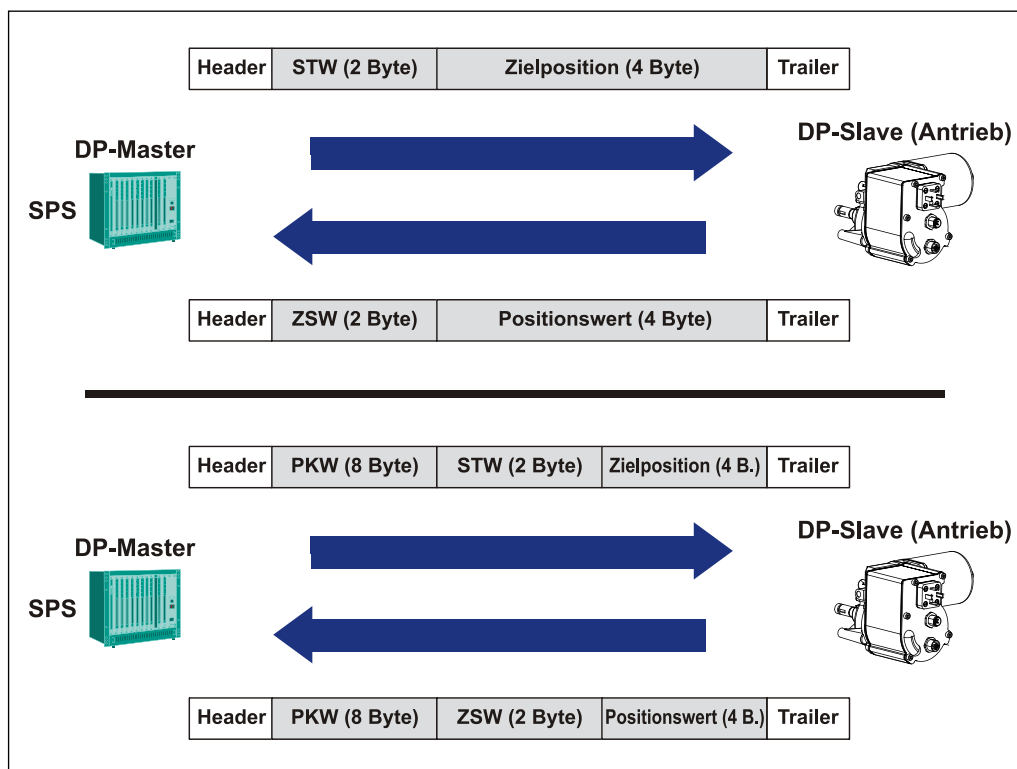 Header STW (2 Byte) Zielposition (4 Byte) Trailer
DP-Slave (Antrieb)
DP-Master
SPS
Header ZSW (2 Byte) Positionswert (4 Byte) Trailer
Header PKW (8 Byte) STW (2 Byte) Zielposition (4 B.) Trailer
DP-Slave (Antrieb)
DP-Master
SPS
Header PKW (8 Byte) ZSW (2 Byte) Positionswert (4 B.) Trailer